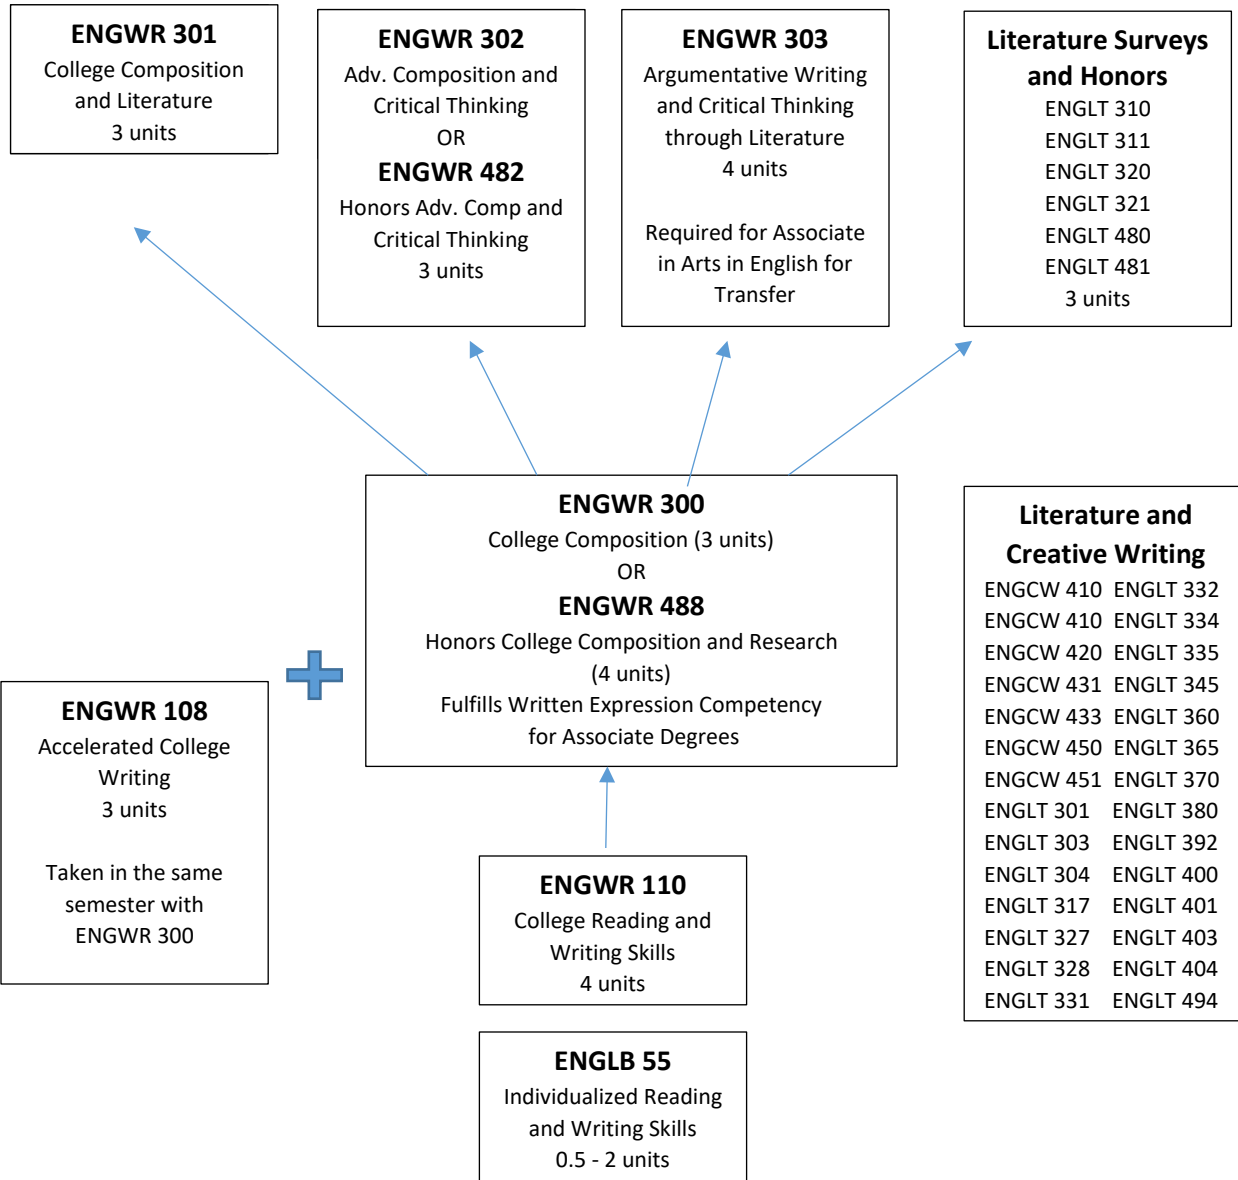 ENGWR 301
College Composition
and Literature
3 units
ENGWR 302
Adv. Composition and
Critical Thinking
OR
ENGWR 482
Honors Adv. Comp and
Critical Thinking
3 units
ENGWR 303
Argumentative Writing
and Critical Thinking
through Literature
4 units
Required for Associate
in Arts in English for
Transfer
Literature Surveys
and Honors
ENGLT 310
ENGLT 311
ENGLT 320
ENGLT 321
ENGLT 480
ENGLT 481
3 units
ENGWR 300
College Composition (3 units)
OR
ENGWR 488
Honors College Composition and Research
(4 units)
Fulfills Written Expression Competency
for Associate Degrees
Literature and
Creative Writing
ENGCW 410 ENGLT 332
ENGCW 410 ENGLT 334
ENGCW 420 ENGLT 335
ENGCW 431 ENGLT 345
ENGCW 433 ENGLT 360
ENGCW 450 ENGLT 365
ENGCW 451 ENGLT 370
ENGLT 301 ENGLT 380
ENGLT 303 ENGLT 392
ENGLT 304 ENGLT 400
ENGLT 317 ENGLT 401
ENGLT 327 ENGLT 403
ENGLT 328 ENGLT 404
ENGLT 331 ENGLT 494
ENGWR 108
Accelerated College
Writing
3 units
Taken in the same
semester with
ENGWR 300
ENGWR 110
College Reading and
Writing Skills
4 units
ENGLB 55
Individualized Reading
and Writing Skills
0.5 - 2 units